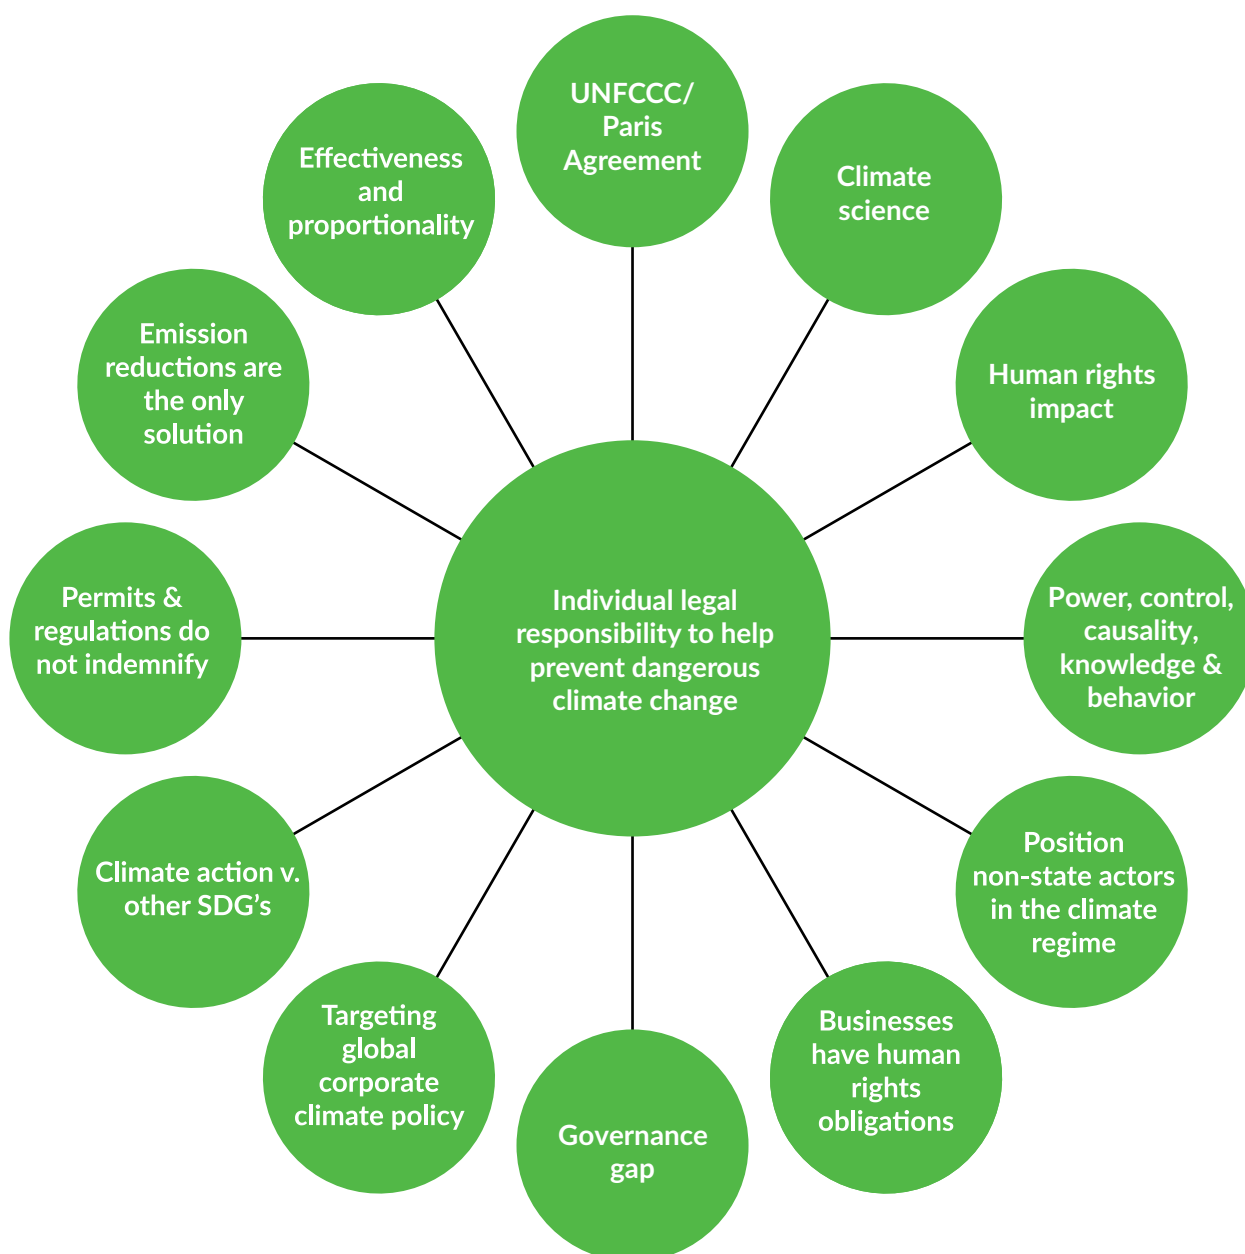 UNFCCC/
Paris
Agreement
Climate
science
Human rights
impact
Power, control,
causality,
knowledge &
behavior
Position
non-state actors
in the climate
regime
Businesses
have human
rights
obligations
Governance
gap
Targeting
global
corporate
climate policy
Climate action v.
other SDG’s
Permits &
regulations do
not indemnify
Emission
reductions are
the only
solution
Effectiveness
and
proportionality
Individual legal
responsibility to help
prevent dangerous
climate change